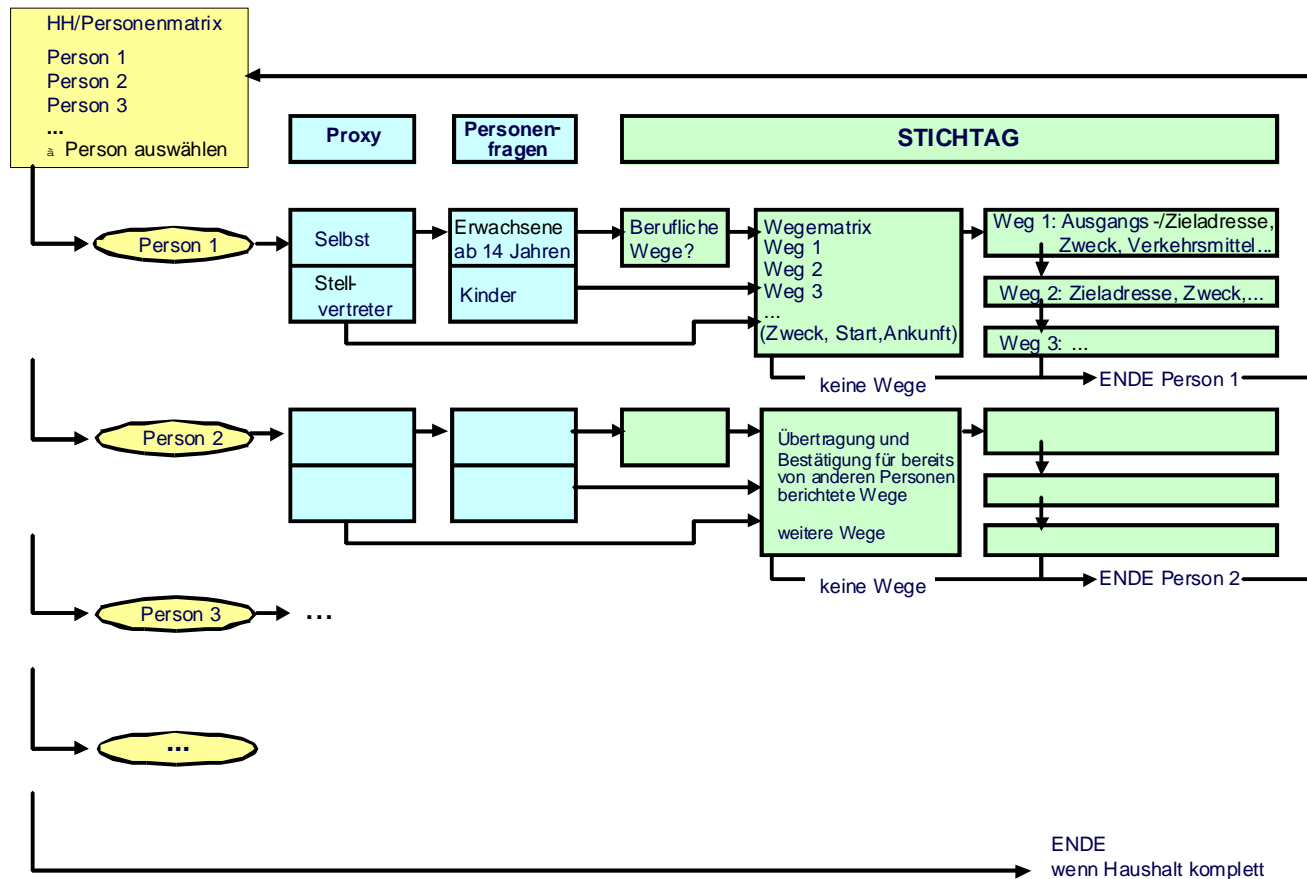 HH/Personenmatrix
Person 1
Person 2
Person 3
...
à Person auswählen
Proxy
Personen-
fragen
STICHTAG
Person 1
Selbst
Stell-
vertreter
Erwachsene
ab 14 Jahren
Kinder
Berufliche
Wege?
Wegematrix
Weg 1
Weg 2
Weg 3
...
(Zweck, Start,Ankunft)
Weg 1: Ausgangs-/Zieladresse,
Zweck, Verkehrsmittel...
Weg 2: Zieladresse, Zweck,...
Weg 3: ...
keine Wege
ENDE Person 1
Person 2
Übertragung und
Bestätigung für bereits
von anderen Personen
berichtete Wege
weitere Wege
keine Wege
ENDE Person 2
Person 3
...
...
ENDE
wenn Haushalt komplett